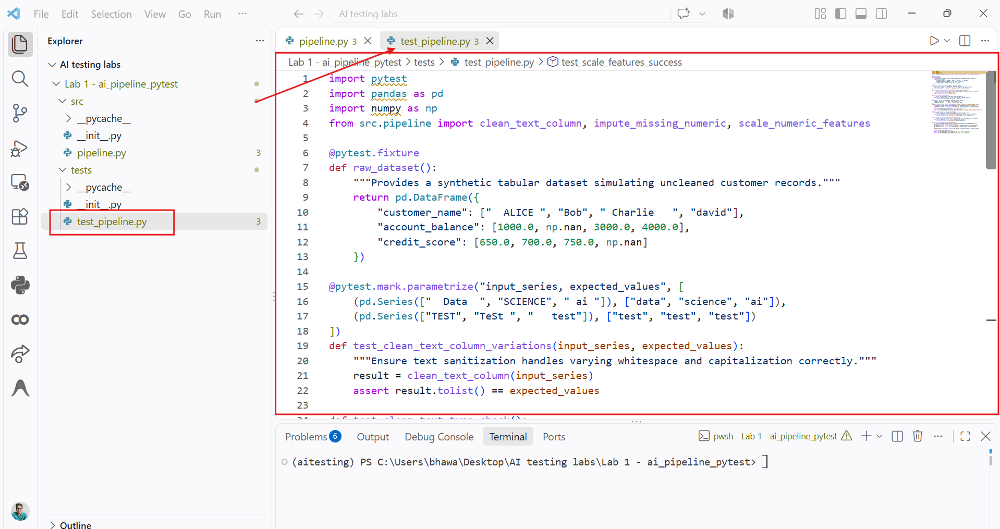 File Edit Selection View Go Run ···
AI testing labs
Explorer
AI testing labs
Lab 1 - ai_pipeline_pytest
src
__pycache__
__init__.py
pipeline.py 3
tests
__pycache__
__init__.py
test_pipeline.py 3
Outline
pipeline.py 3
test_pipeline.py 3
Lab 1 - ai_pipeline_pytest > tests > test_pipeline.py > test_scale_features_success
1 import pytest
2 import pandas as pd
3 import numpy as np
4 from src.pipeline import clean_text_column, impute_missing_numeric, scale_numeric_features
5
6 @pytest.fixture
7 def raw_dataset():
8     """Provides a synthetic tabular dataset simulating uncleaned customer records."""
9     return pd.DataFrame({
10         "customer_name": ["  ALICE ", "Bob", " Charlie   ", "david"],
11         "account_balance": [1000.0, np.nan, 3000.0, 4000.0],
12         "credit_score": [650.0, 700.0, 750.0, np.nan]
13     })
14
15 @pytest.mark.parametrize("input_series, expected_values", [
16     (pd.Series(["  Data  ", "SCIENCE", " ai "]), ["data", "science", "ai"]),
17     (pd.Series(["TEST", "TeSt ", "   test"]), ["test", "test", "test"])
18 ])
19 def test_clean_text_column_variations(input_series, expected_values):
20     """Ensure text sanitization handles varying whitespace and capitalization correctly."""
21     result = clean_text_column(input_series)
22     assert result.tolist() == expected_values
23
24 def test_clean_text_type_check():
Problems 6 Output Debug Console Terminal Ports
pwsh - Lab 1 - ai_pipeline_pytest
(aitesting) PS C:\Users\bhawa\Desktop\AI testing labs\Lab 1 - ai_pipeline_pytest>